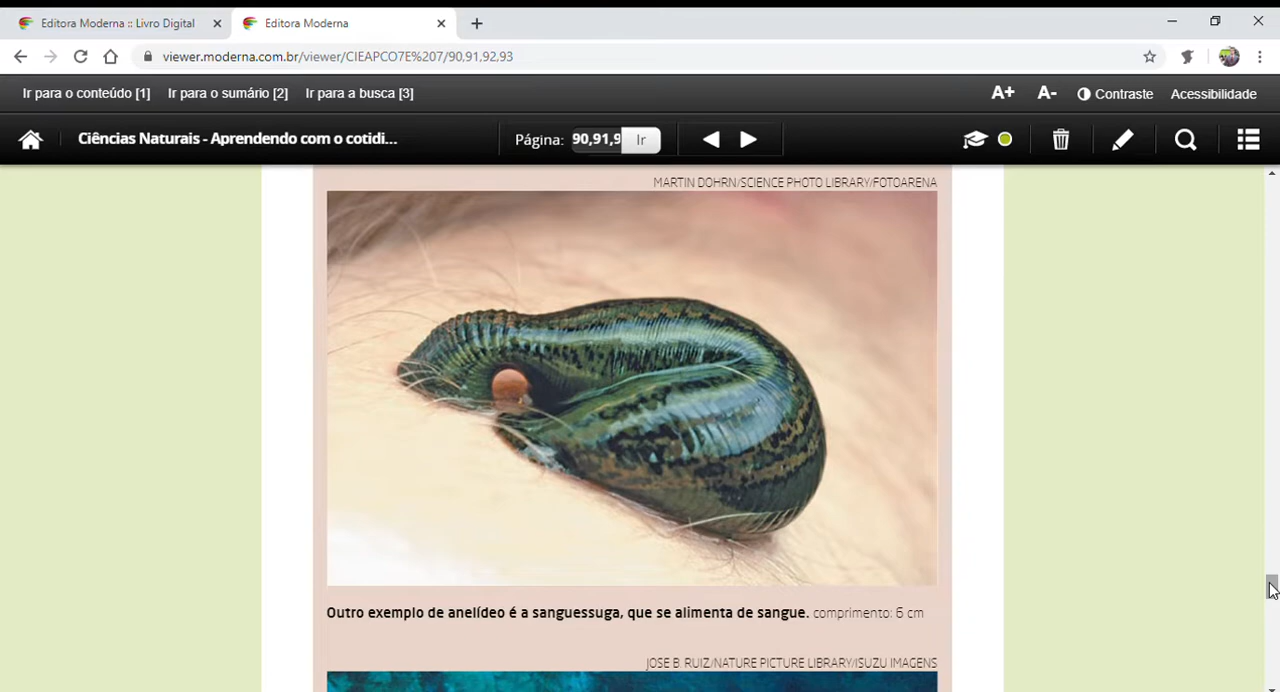 Editora Moderna :: Livro Digital
Editora Moderna
viewer.moderna.com.br/viewer/CIEAPCO7E%207/90,91,92,93
Ir para o conteúdo [1] Ir para o sumário [2] Ir para a busca [3]
A+ A- Contraste Acessibilidade
Ciências Naturais - Aprendendo com o cotidi...
Página: 90,91,9 Ir
MARTIN DOHRN/SCIENCE PHOTO LIBRARY/FOTOARENA
Outro exemplo de anelídeo é a sanguessuga, que se alimenta de sangue. comprimento: 6 cm
JOSE B. RUIZ/NATURE PICTURE LIBRARY/ISUZU IMAGENS